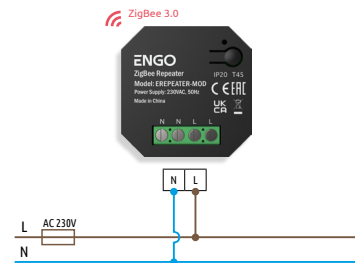 ZigBee 3.0
ENGO
ZigBee Repeater
Model: EREPEATER-MOD
Power Supply: 230VAC, 50Hz
Made in China
IP20 T45
CE EAC
UK
CA
N N L L
N L
L AC 230V
N